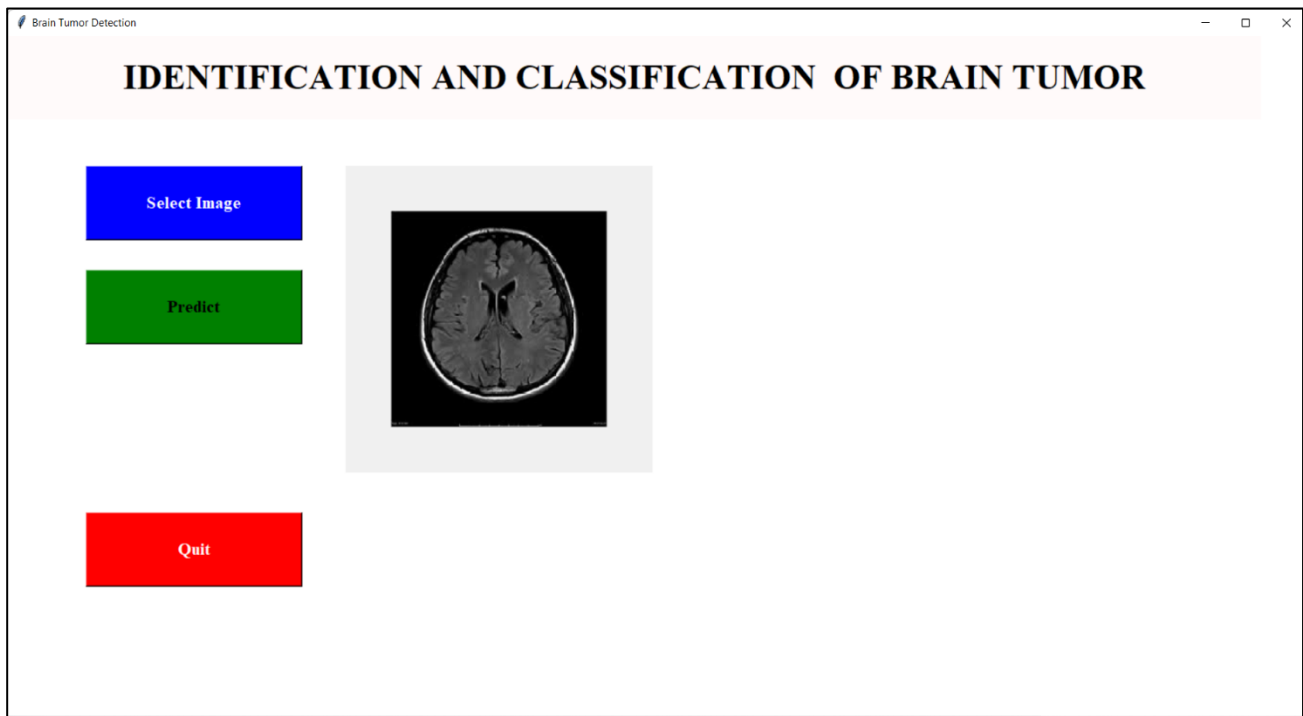 Brain Tumor Detection
IDENTIFICATION AND CLASSIFICATION  OF BRAIN TUMOR
Select Image
Predict
Quit